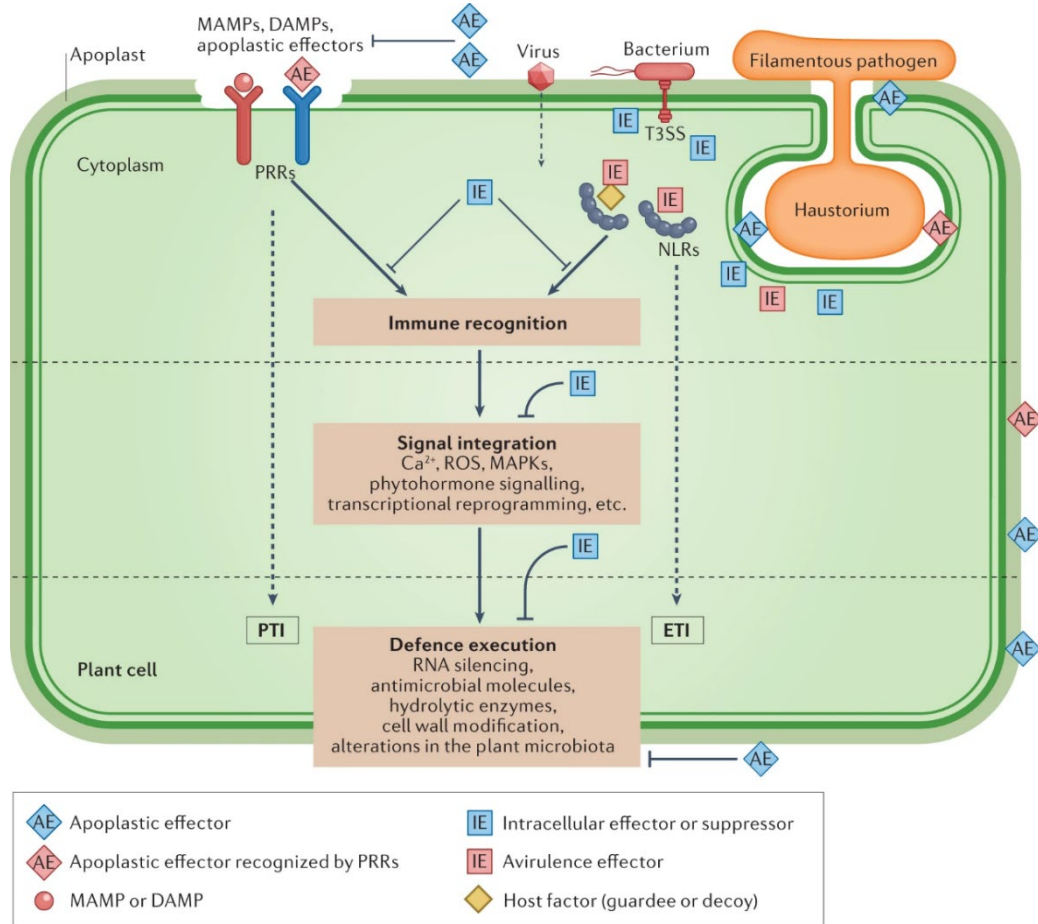 MAMPs, DAMPs,
apoplastic effectors
AE
AE
Apoplast
Virus
Bacterium
Filamentous pathogen
AE
AE
IE
T3SS
IE
Cytoplasm
PRRs
IE
IE
IE
NLRs
Haustorium
AE
AE
IE
IE
IE
Immune recognition
IE
AE
Signal integration
Ca²⁺, ROS, MAPKs,
phytohormone signalling,
transcriptional reprogramming, etc.
AE
IE
PTI
ETI
Defence execution
RNA silencing,
antimicrobial molecules,
hydrolytic enzymes,
cell wall modification,
alterations in the plant microbiota
AE
Plant cell
AE
AE Apoplastic effector
AE Apoplastic effector recognized by PRRs
MAMP or DAMP
IE Intracellular effector or suppressor
IE Avirulence effector
Host factor (guardee or decoy)